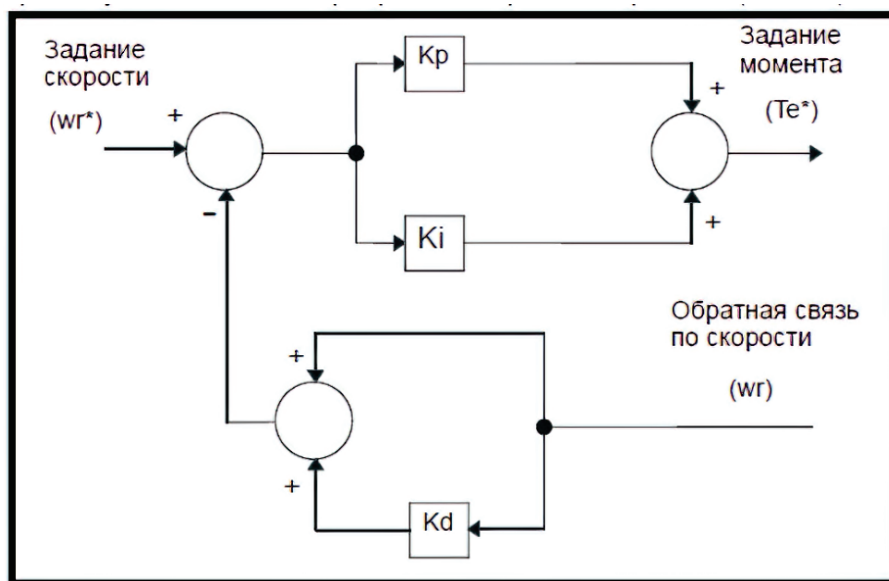 Задание
скорости
(wr*)
+
-
Kp
Ki
+
+
Задание
момента
(Te*)
Обратная связь
по скорости
(wr)
+
+
Kd